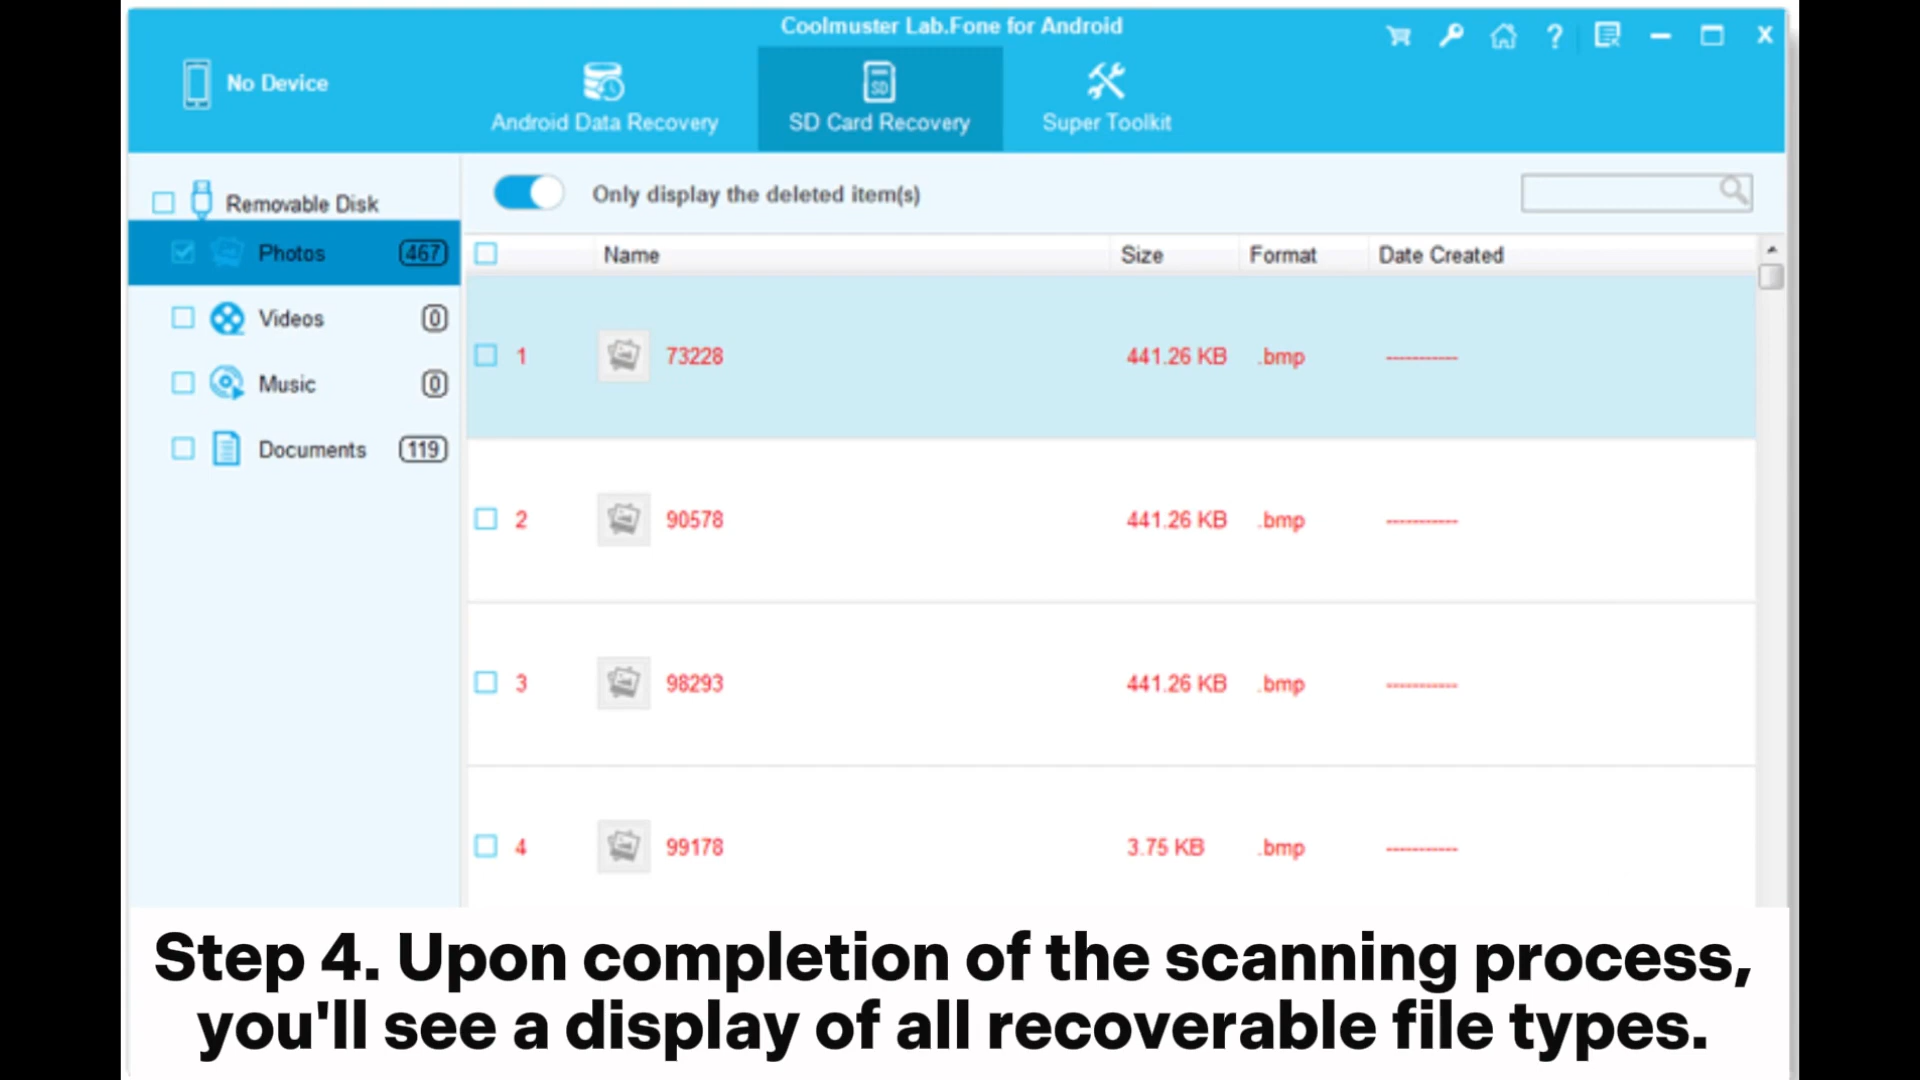 Coolmuster Lab.Fone for Android
No Device
Android Data Recovery
SD
SD Card Recovery
Super Toolkit
Removable Disk
Only display the deleted item(s)
Photos 467
Videos 0
Music 0
Documents 119
Name Size Format Date Created
1 73228 441.26 KB .bmp -----------
2 90578 441.26 KB .bmp -----------
3 98293 441.26 KB .bmp -----------
4 99178 3.75 KB .bmp -----------
Step 4. Upon completion of the scanning process,
you'll see a display of all recoverable file types.